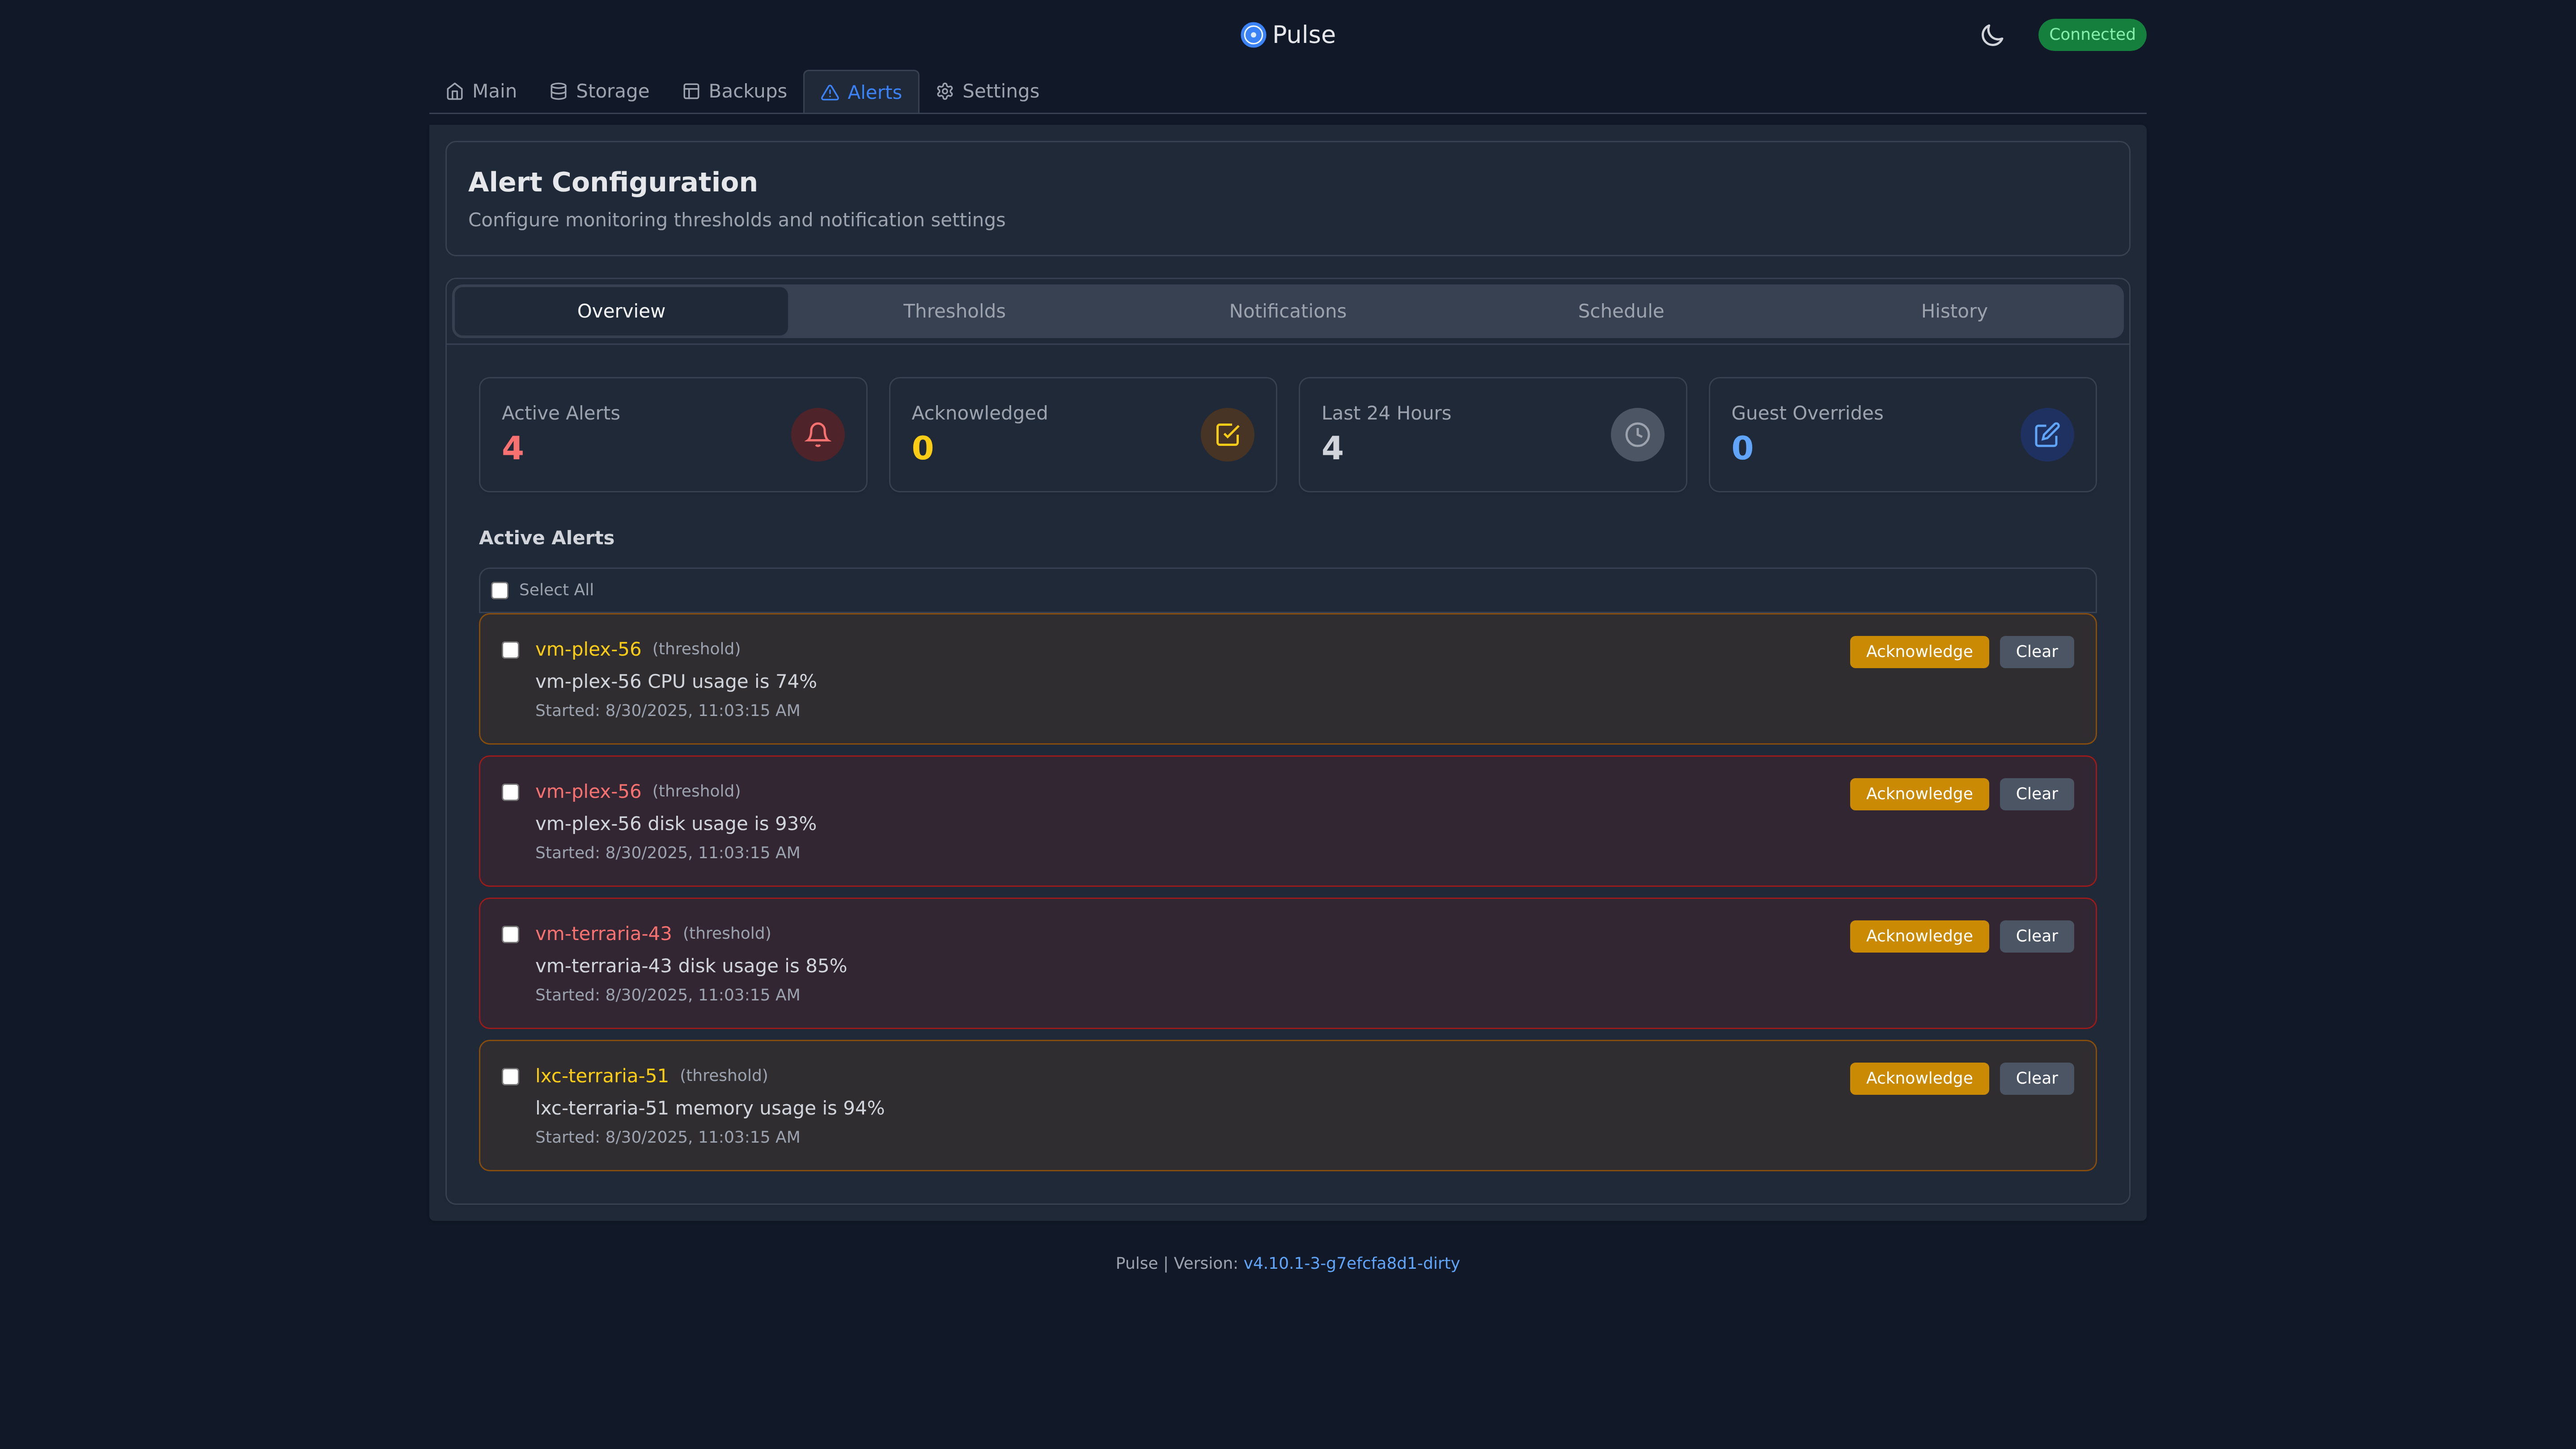 Pulse
Connected
Main
Storage
Backups
Alerts
Settings
Alert Configuration
Configure monitoring thresholds and notification settings
Overview
Thresholds
Notifications
Schedule
History
Active Alerts
4
Acknowledged
0
Last 24 Hours
4
Guest Overrides
0
Active Alerts
Select All
vm-plex-56 (threshold)
Acknowledge
Clear
vm-plex-56 CPU usage is 74%
Started: 8/30/2025, 11:03:15 AM
vm-plex-56 (threshold)
Acknowledge
Clear
vm-plex-56 disk usage is 93%
Started: 8/30/2025, 11:03:15 AM
vm-terraria-43 (threshold)
Acknowledge
Clear
vm-terraria-43 disk usage is 85%
Started: 8/30/2025, 11:03:15 AM
lxc-terraria-51 (threshold)
Acknowledge
Clear
lxc-terraria-51 memory usage is 94%
Started: 8/30/2025, 11:03:15 AM
Pulse | Version: v4.10.1-3-g7efcfa8d1-dirty